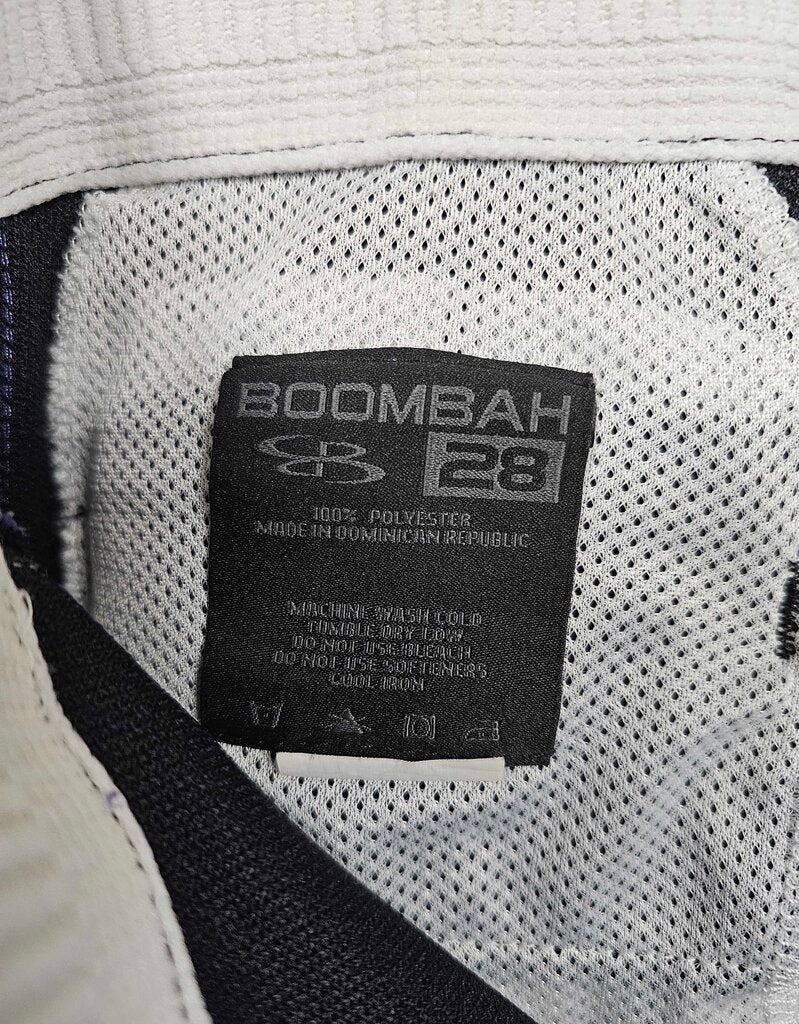 BOOMBAH
28
100% POLYESTER
MADE IN DOMINICAN REPUBLIC
MACHINE WASH COLD
TUMBLE DRY LOW
DO NOT USE BLEACH
DO NOT USE SOFTENERS
COOL IRON